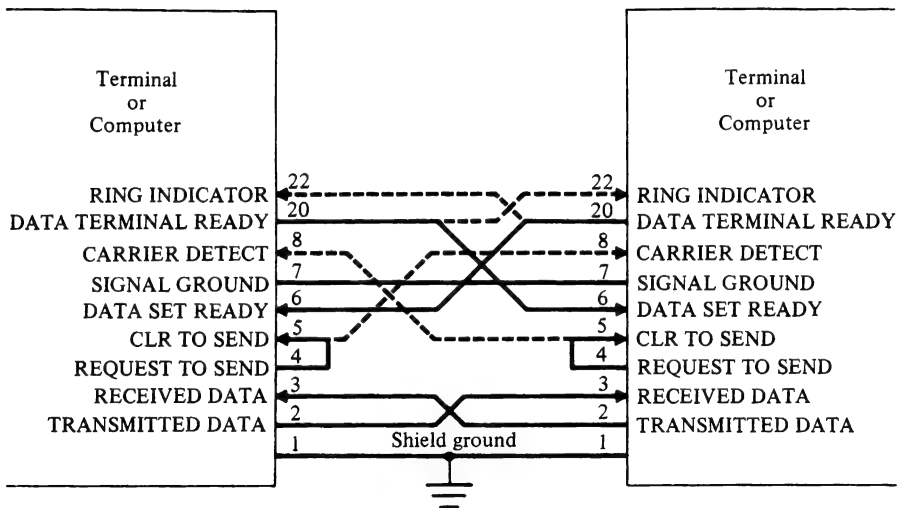 Terminal
or
Computer
Terminal
or
Computer
RING INDICATOR 22 22 RING INDICATOR
DATA TERMINAL READY 20 20 DATA TERMINAL READY
CARRIER DETECT 8 8 CARRIER DETECT
SIGNAL GROUND 7 7 SIGNAL GROUND
DATA SET READY 6 6 DATA SET READY
CLR TO SEND 5 5 CLR TO SEND
REQUEST TO SEND 4 4 REQUEST TO SEND
RECEIVED DATA 3 3 RECEIVED DATA
TRANSMITTED DATA 2 2 TRANSMITTED DATA
1 Shield ground 1